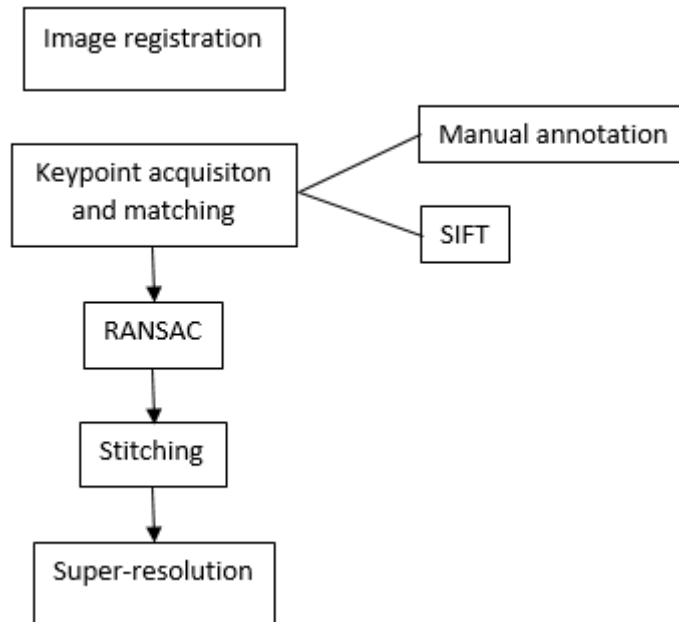 Image registration
Manual annotation
Keypoint acquisiton
and matching
SIFT
RANSAC
Stitching
Super-resolution